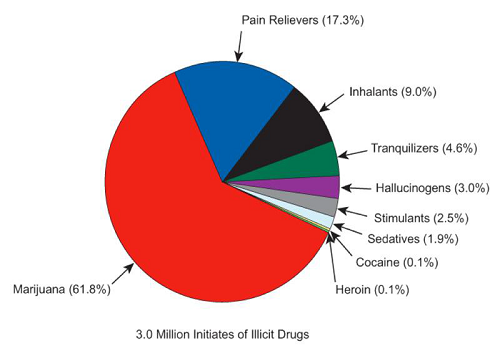 Pain Relievers (17.3%)
Inhalants (9.0%)
Tranquilizers (4.6%)
Hallucinogens (3.0%)
Stimulants (2.5%)
Sedatives (1.9%)
Cocaine (0.1%)
Heroin (0.1%)
Marijuana (61.8%)
3.0 Million Initiates of Illicit Drugs